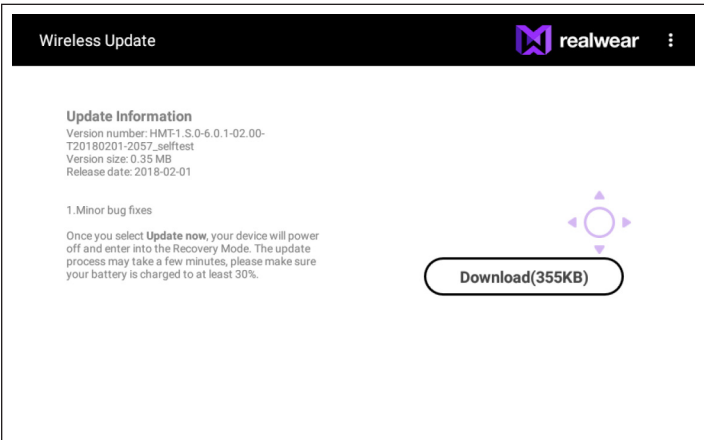 Wireless Update
realwear
Update Information
Version number: HMT-1.S.0-6.0.1-02.00-
T20180201-2057_selftest
Version size: 0.35 MB
Release date: 2018-02-01
1.Minor bug fixes
Once you select Update now, your device will power
off and enter into the Recovery Mode. The update
process may take a few minutes, please make sure
your battery is charged to at least 30%.
Download(355KB)